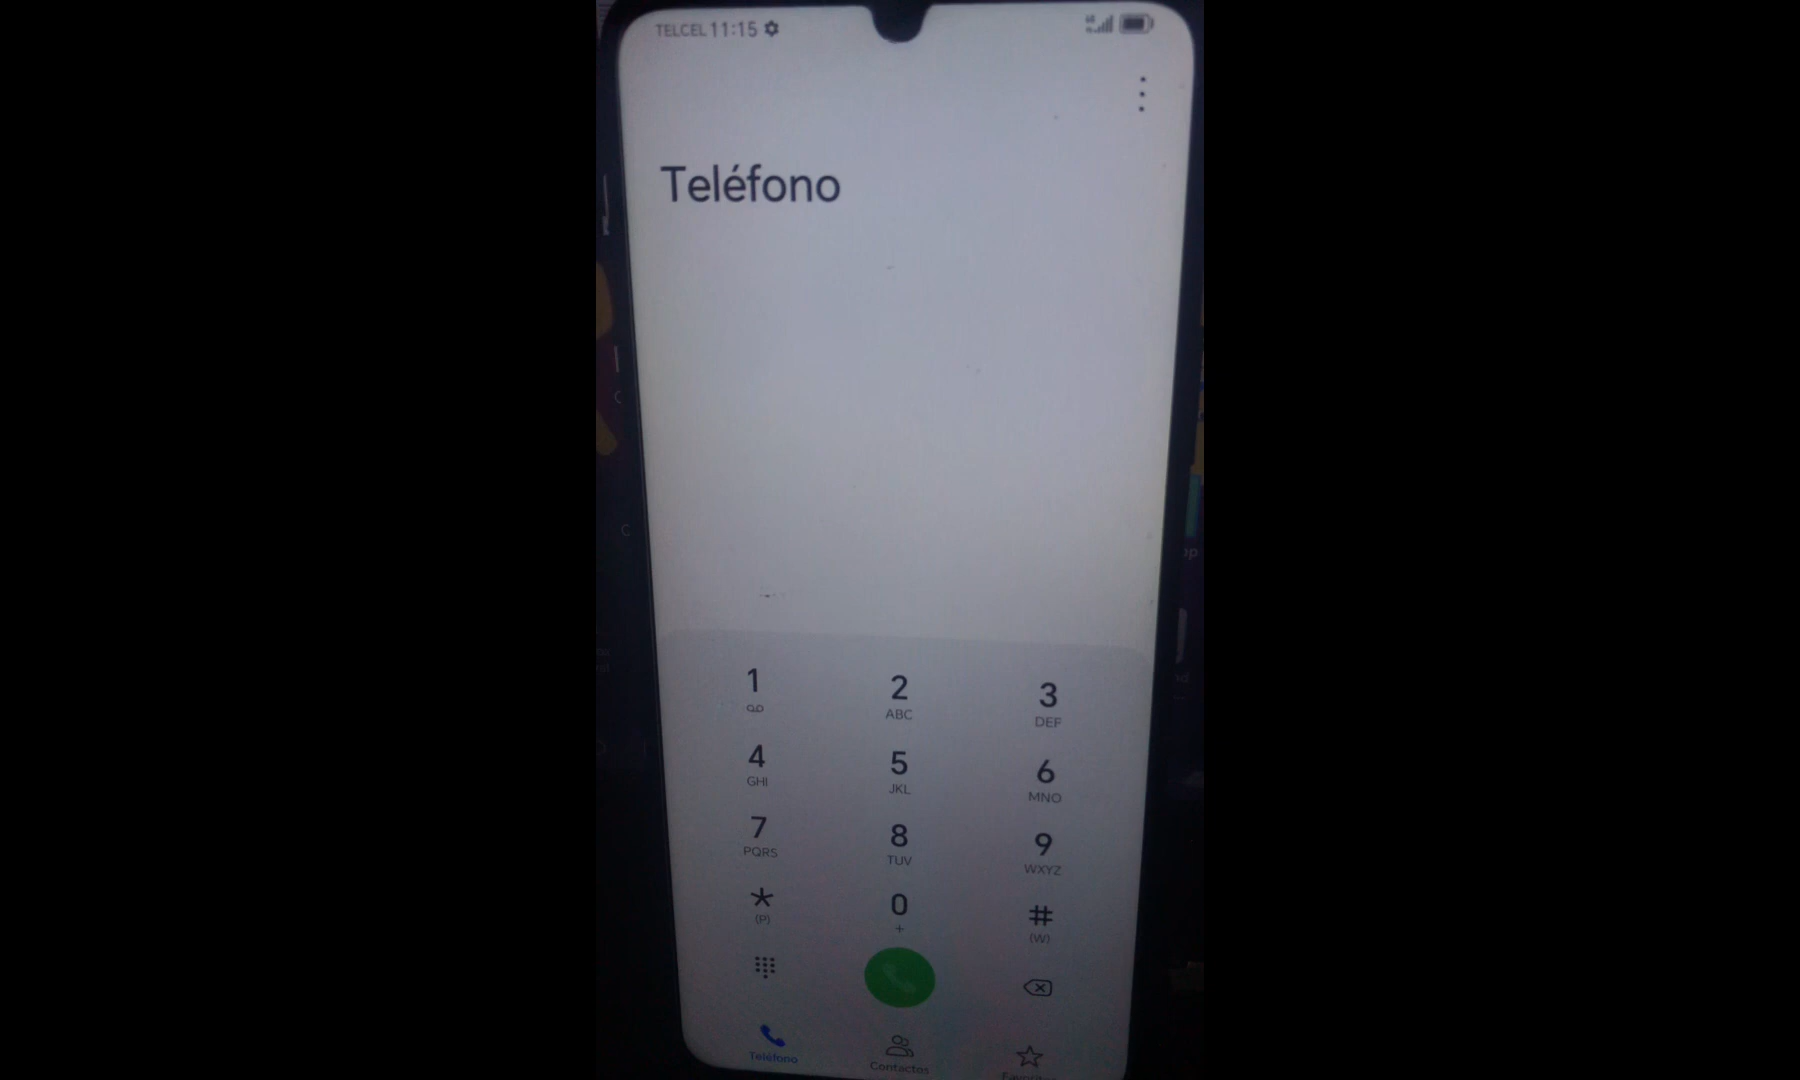 TELCEL 11:15
Teléfono
1 2 3
ABC DEF
4 5 6
GHI JKL MNO
7 8 9
PQRS TUV WXYZ
* 0 #
(P) + (W)
Teléfono Contactos